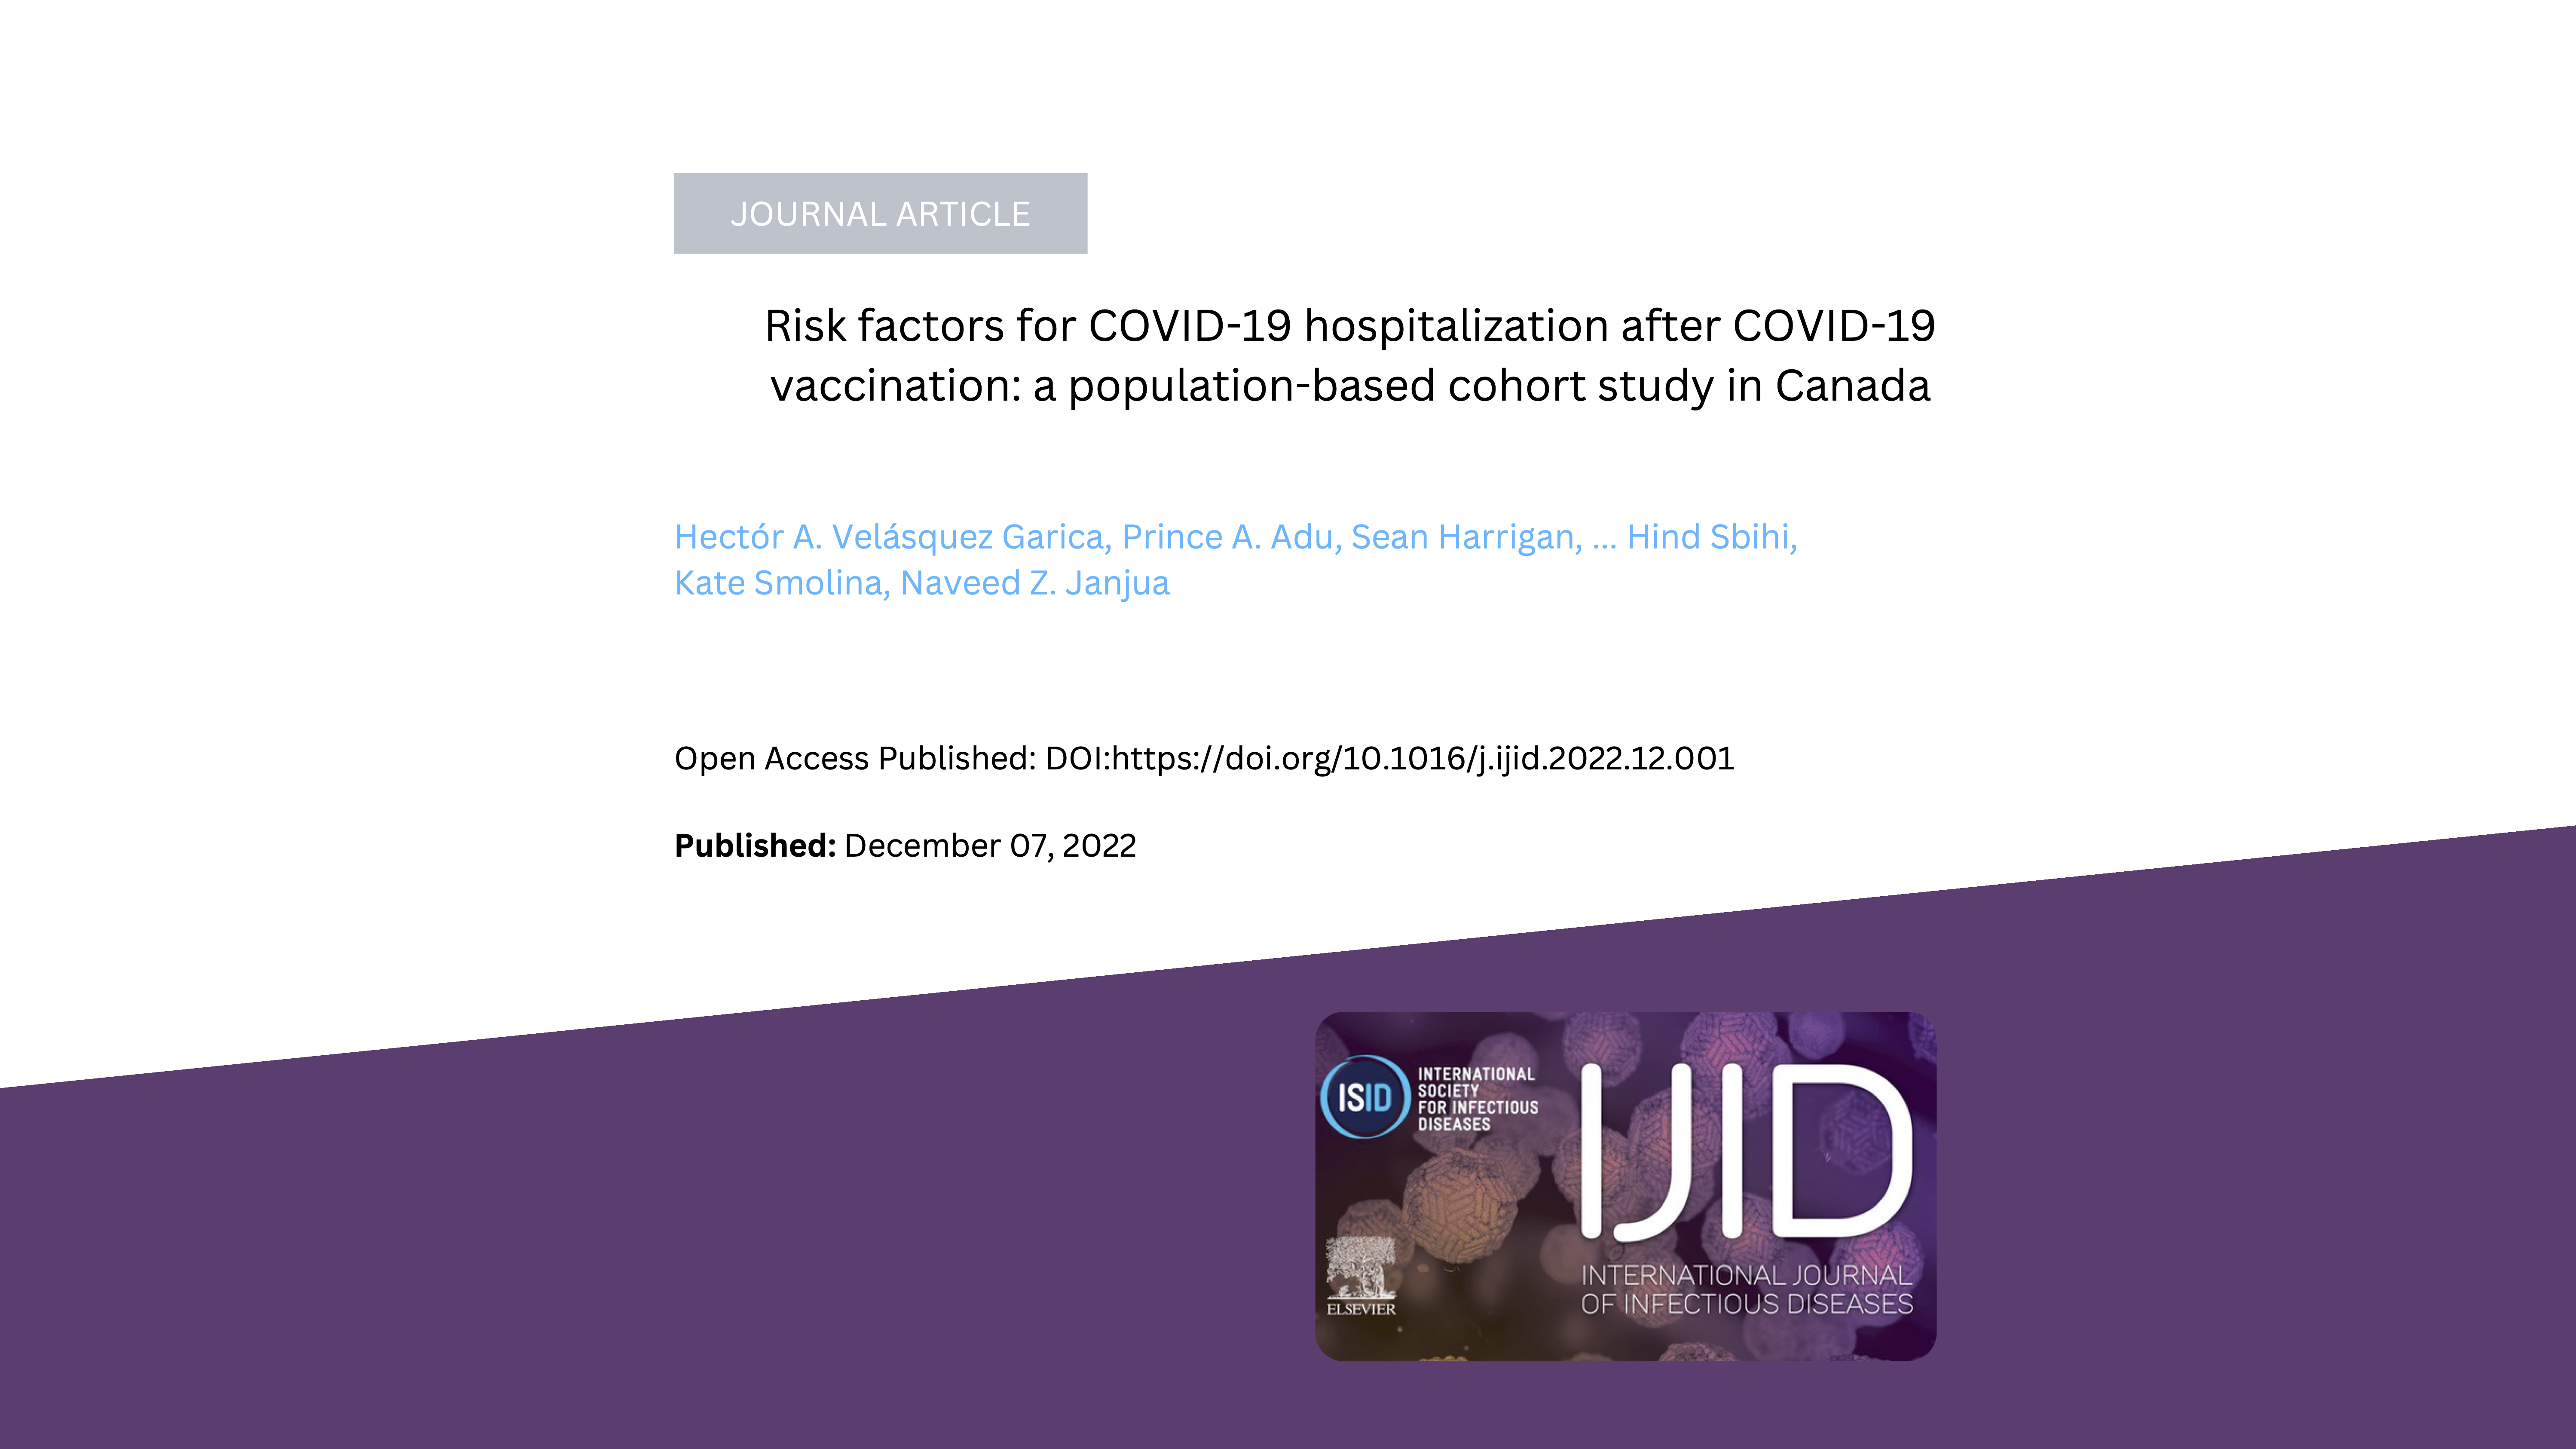 JOURNAL ARTICLE
Risk factors for COVID-19 hospitalization after COVID-19
vaccination: a population-based cohort study in Canada
Hectór A. Velásquez Garica, Prince A. Adu, Sean Harrigan, ... Hind Sbihi,
Kate Smolina, Naveed Z. Janjua
Open Access Published: DOI:https://doi.org/10.1016/j.ijid.2022.12.001
Published: December 07, 2022
ISID
INTERNATIONAL
SOCIETY
FOR INFECTIOUS
DISEASES
IJID
INTERNATIONAL JOURNAL
OF INFECTIOUS DISEASES
ELSEVIER